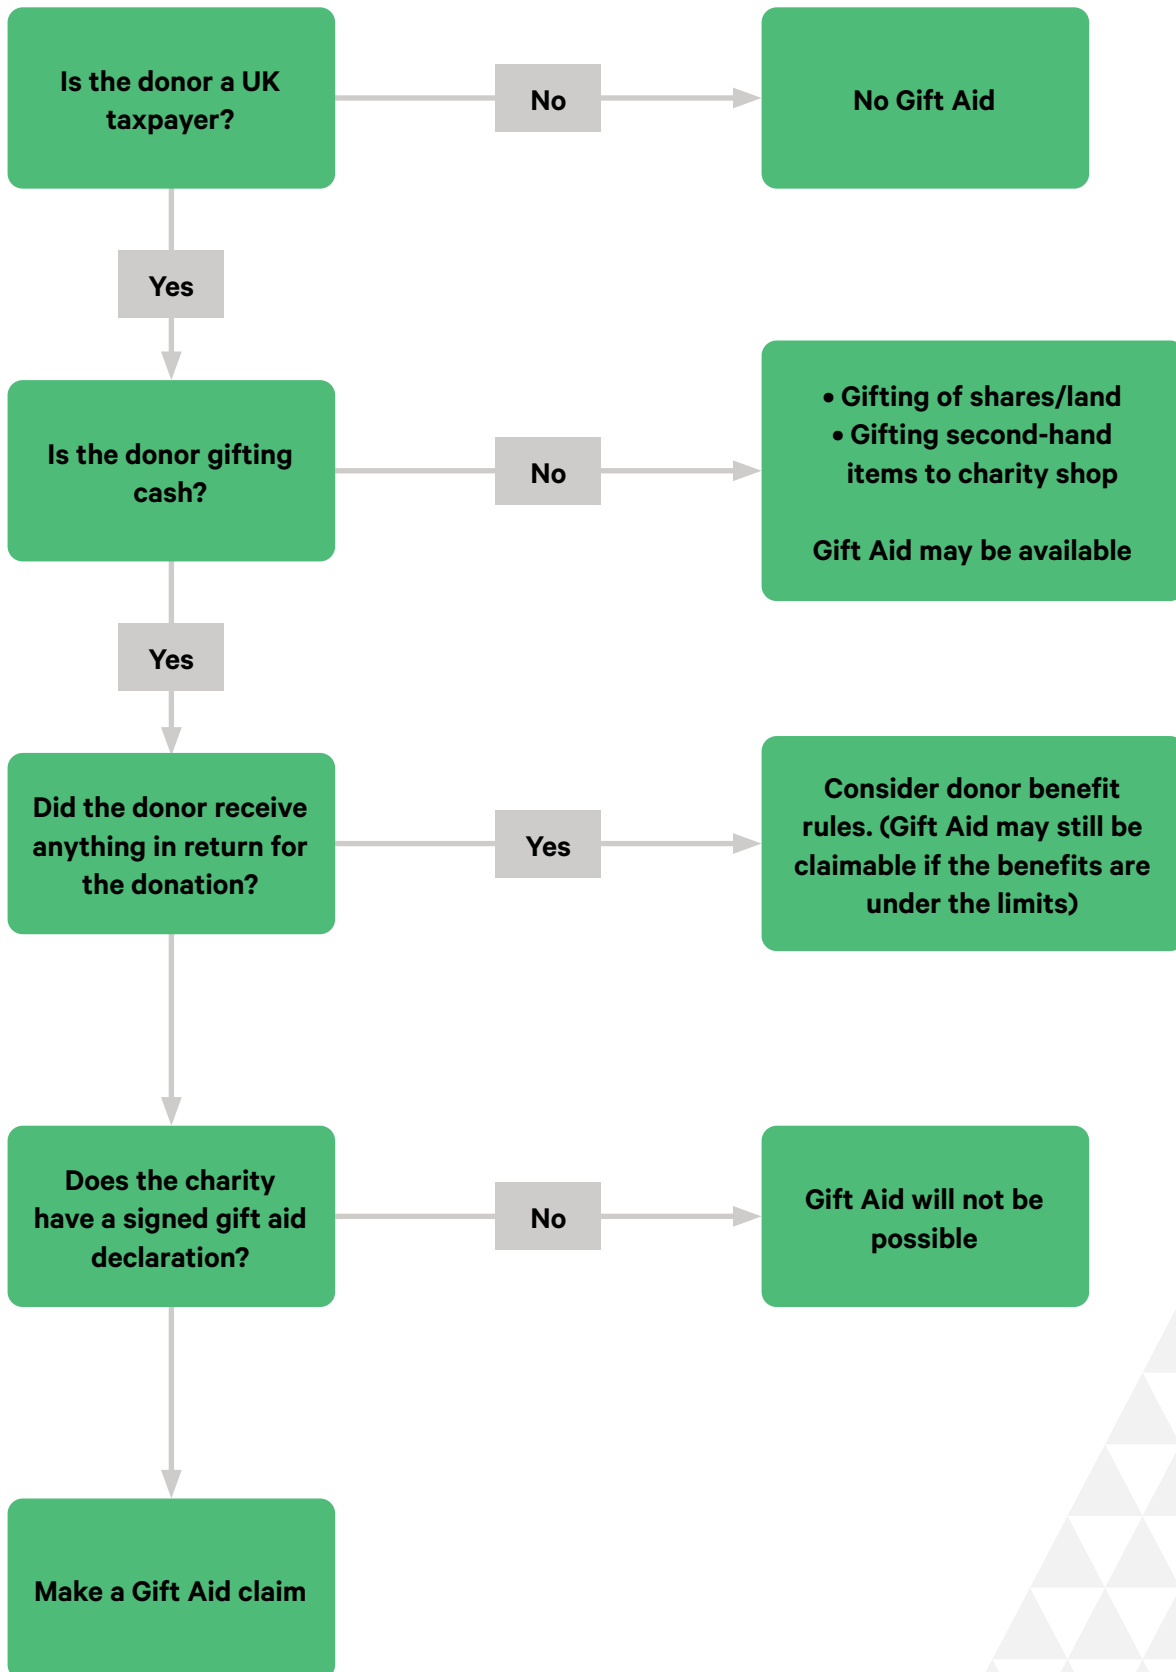 Is the donor a UK
taxpayer?
No
No Gift Aid
Yes
Is the donor gifting
cash?
No
• Gifting of shares/land
• Gifting second-hand
items to charity shop
Gift Aid may be available
Yes
Did the donor receive
anything in return for
the donation?
Yes
Consider donor benefit
rules. (Gift Aid may still be
claimable if the benefits are
under the limits)
Does the charity
have a signed gift aid
declaration?
No
Gift Aid will not be
possible
Make a Gift Aid claim